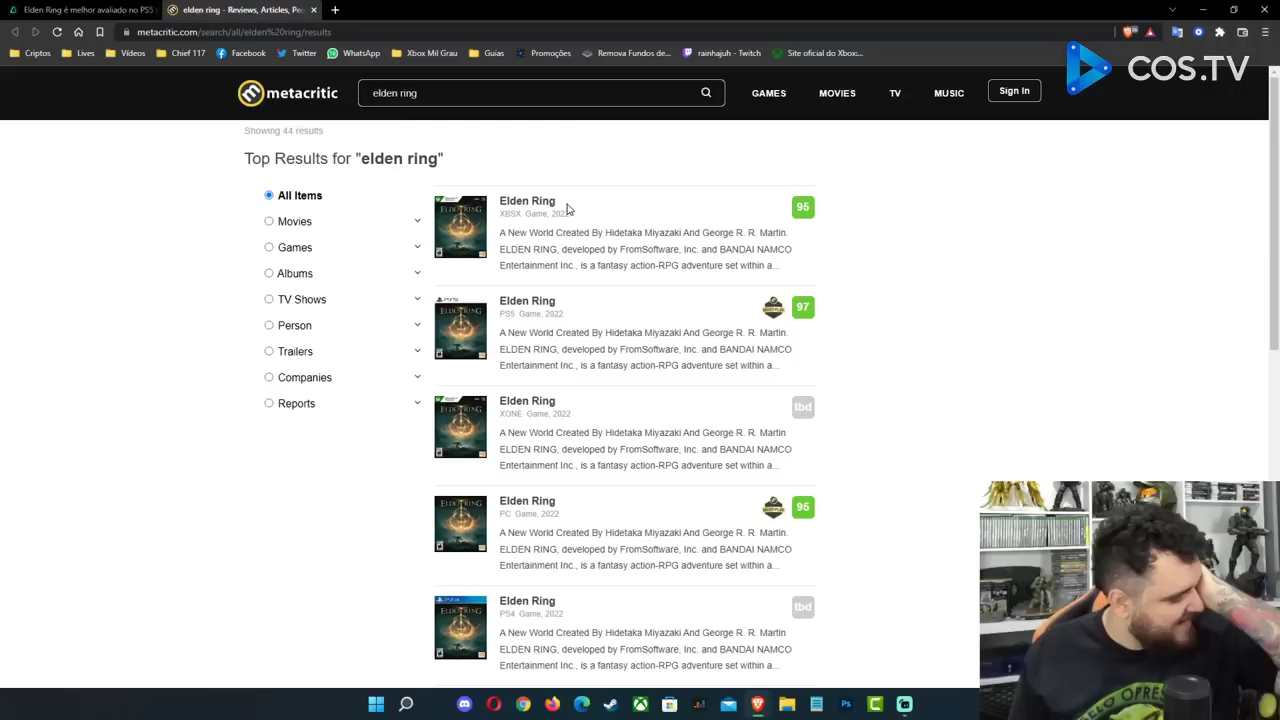 Elden Ring é melhor avaliado no PS5
elden ring - Reviews, Articles, Peo
metacritic.com/search/all/elden%20ring/results
Criptos
Lives
Vídeos
Chief 117
Facebook
Twitter
WhatsApp
Xbox Mil Grau
Guias
Promoções
Remova Fundos de...
rainhajuh - Twitch
Site oficial do Xbox:...
COS.TV
metacritic
elden ring
GAMES
MOVIES
TV
MUSIC
Sign In
Showing 44 results
Top Results for "elden ring"
All Items
Movies
Games
Albums
TV Shows
Person
Trailers
Companies
Reports
Elden Ring
XBSX Game, 2022
95
A New World Created By Hidetaka Miyazaki And George R. R. Martin.
ELDEN RING, developed by FromSoftware, Inc. and BANDAI NAMCO
Entertainment Inc., is a fantasy action-RPG adventure set within a...
Elden Ring
PS5 Game, 2022
97
A New World Created By Hidetaka Miyazaki And George R. R. Martin.
ELDEN RING, developed by FromSoftware, Inc. and BANDAI NAMCO
Entertainment Inc., is a fantasy action-RPG adventure set within a...
Elden Ring
XONE Game, 2022
tbd
A New World Created By Hidetaka Miyazaki And George R. R. Martin
ELDEN RING, developed by FromSoftware, Inc. and BANDAI NAMCO
Entertainment Inc., is a fantasy action-RPG adventure set within a...
Elden Ring
PC Game, 2022
95
A New World Created By Hidetaka Miyazaki And George R. R. Martin.
ELDEN RING, developed by FromSoftware, Inc. and BANDAI NAMCO
Entertainment Inc., is a fantasy action-RPG adventure set within a...
Elden Ring
PS4 Game, 2022
tbd
A New World Created By Hidetaka Miyazaki And George R. R. Martin
ELDEN RING, developed by FromSoftware, Inc. and BANDAI NAMCO
Entertainment Inc., is a fantasy action-RPG adventure set within a...